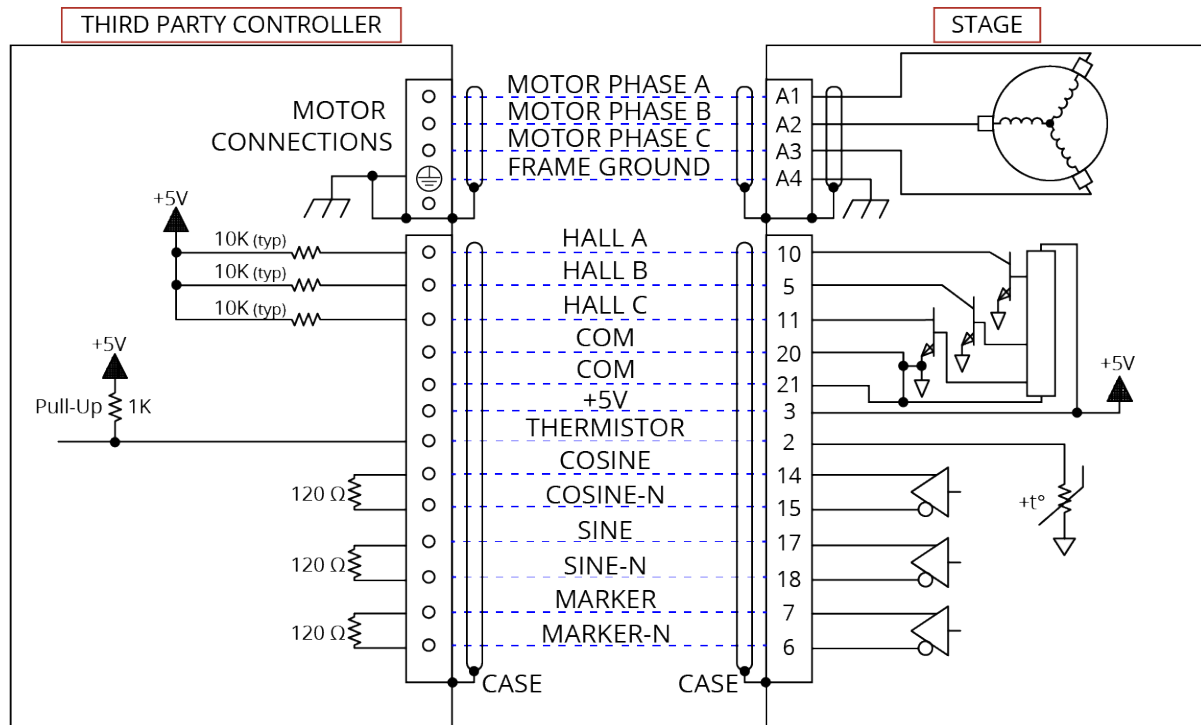 THIRD PARTY CONTROLLER
STAGE
MOTOR
CONNECTIONS
MOTOR PHASE A
MOTOR PHASE B
MOTOR PHASE C
FRAME GROUND
A1
A2
A3
A4
+5V
10K (typ)
10K (typ)
10K (typ)
HALL A
HALL B
HALL C
COM
COM
+5V
THERMISTOR
COSINE
COSINE-N
SINE
SINE-N
MARKER
MARKER-N
10
5
11
20
21
3
2
14
15
17
18
7
6
+5V
Pull-Up
1K
120 Ω
120 Ω
120 Ω
+5V
+t°
CASE
CASE